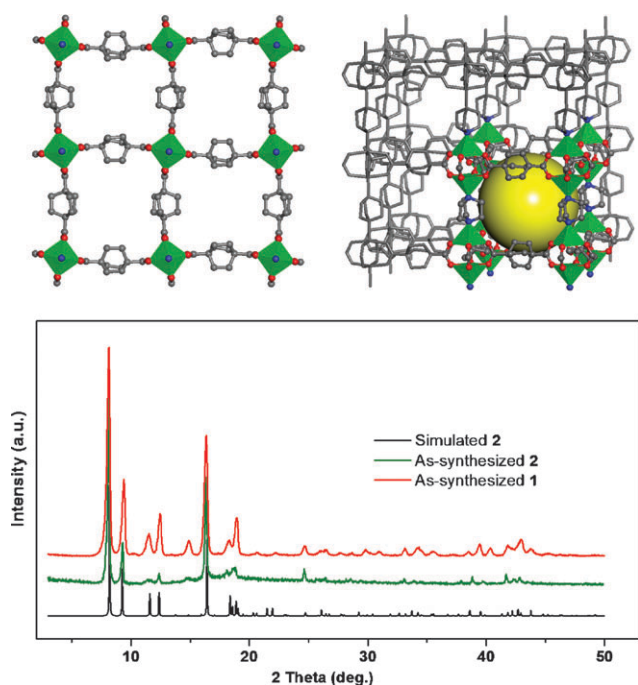 Intensity (a.u.)
Simulated 2
As-synthesized 2
As-synthesized 1
10 20 30 40 50
2 Theta (deg.)